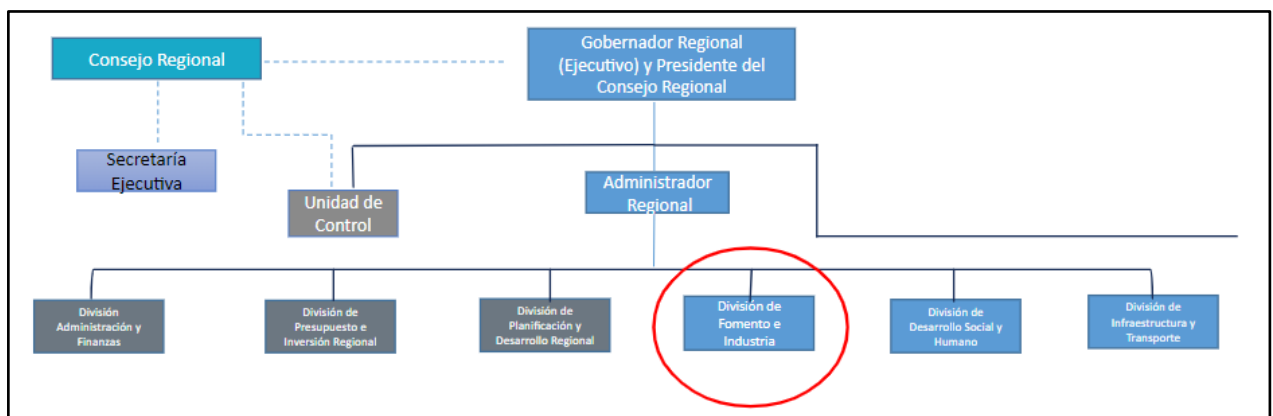 Consejo Regional
Gobernador Regional
(Ejecutivo) y Presidente del
Consejo Regional
Secretaría
Ejecutiva
Unidad de
Control
Administrador
Regional
División
Administración y
Finanzas
División de
Presupuesto e
Inversión Regional
División de
Planificación y
Desarrollo Regional
División de
Fomento e
Industria
División de
Desarrollo Social y
Humano
División de
Infraestructura y
Transporte